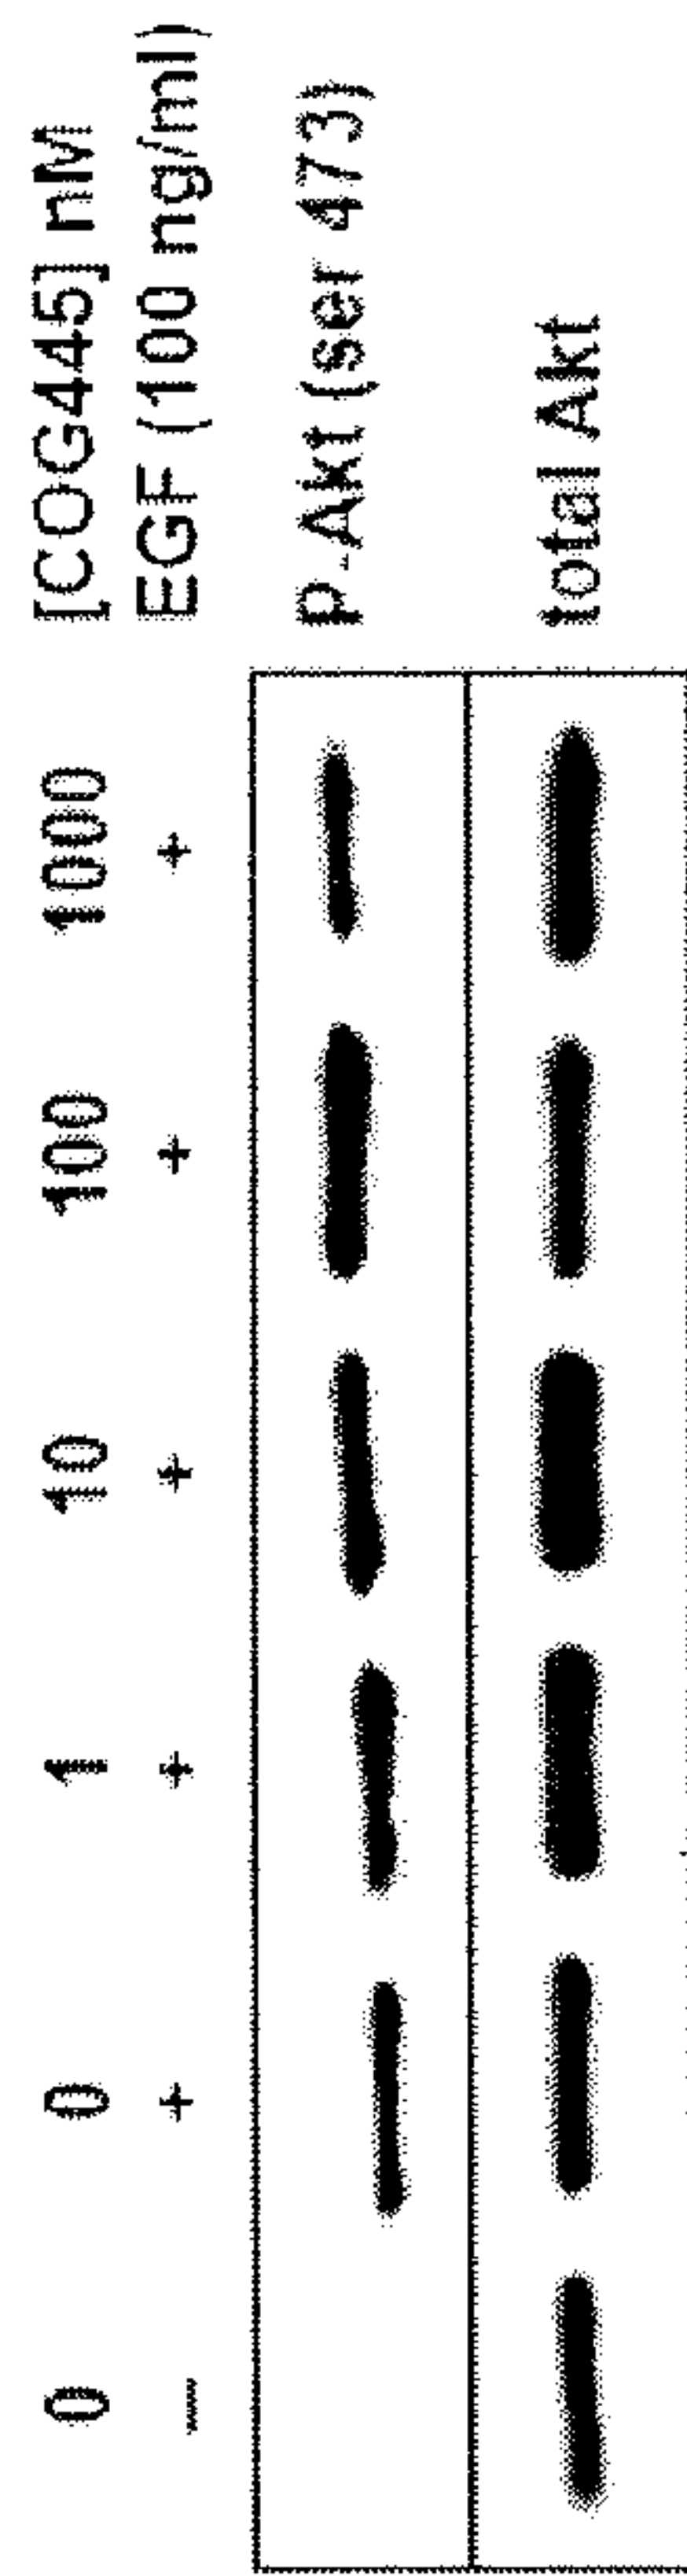 0 0 1 10 100 1000 [COG445] nM
– + + + + + EGF (100 ng/ml)
p-Akt (ser 473)
total Akt